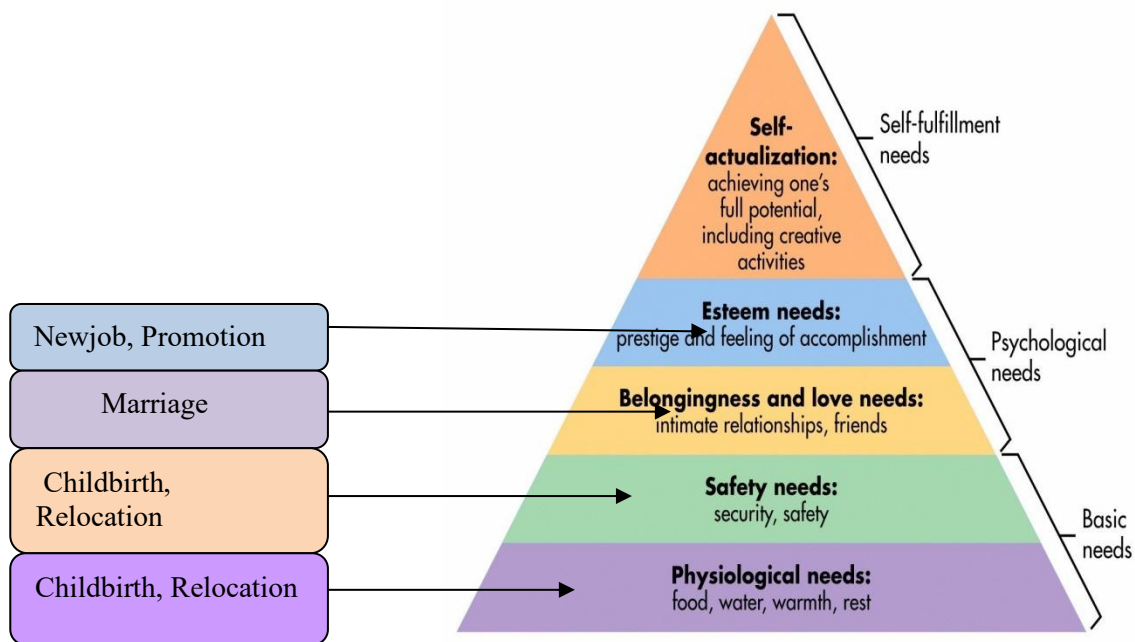 Self-
actualization:
achieving one's
full potential,
including creative
activities
Self-fulfillment
needs
Newjob, Promotion
Esteem needs:
prestige and feeling of accomplishment
Psychological
needs
Marriage
Belongingness and love needs:
intimate relationships, friends
Childbirth,
Relocation
Safety needs:
security, safety
Basic
needs
Childbirth, Relocation
Physiological needs:
food, water, warmth, rest